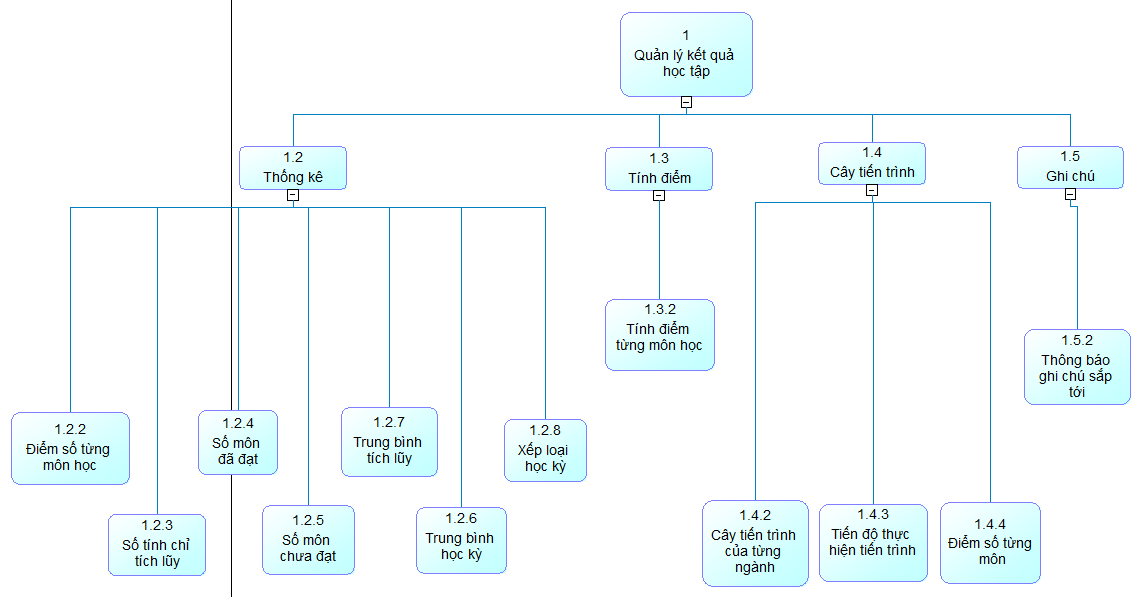 1
Quản lý kết quả
học tập
1.2
Thống kê
1.3
Tính điểm
1.4
Cây tiến trình
1.5
Ghi chú
1.2.2
Điểm số từng
môn học
1.2.3
Số tính chỉ
tích lũy
1.2.4
Số môn
đã đạt
1.2.5
Số môn
chưa đạt
1.2.7
Trung bình
tích lũy
1.2.6
Trung bình
học kỳ
1.2.8
Xếp loại
học kỳ
1.3.2
Tính điểm
từng môn học
1.4.2
Cây tiến trình
của từng
ngành
1.4.3
Tiến độ thực
hiện tiến trình
1.4.4
Điểm số từng
môn
1.5.2
Thông báo
ghi chú sắp
tới